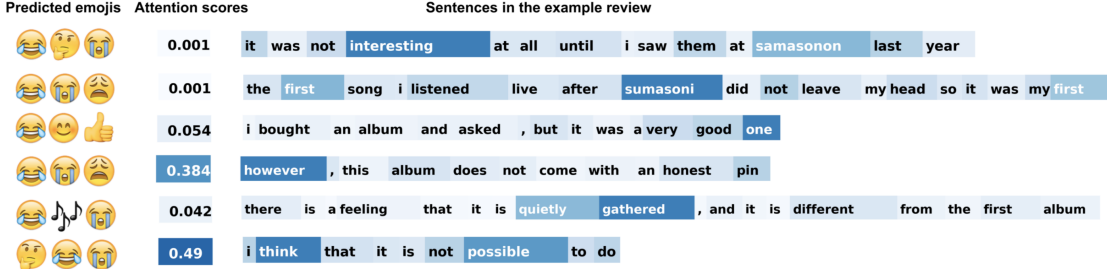 Predicted emojis Attention scores Sentences in the example review
0.001 it was not interesting at all until i saw them at samasonon last year
0.001 the first song i listened live after sumasoni did not leave my head so it was my first
0.054 i bought an album and asked , but it was a very good one
0.384 however , this album does not come with an honest pin
0.042 there is a feeling that it is quietly gathered , and it is different from the first album
0.49 i think that it is not possible to do